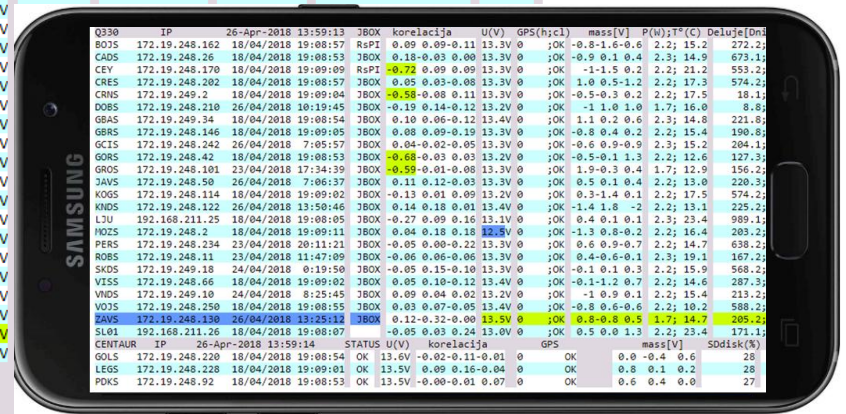 Q330 IP 26-Apr-2018 13:59:13 JBOX korelacija U(V) GPS(h;cl) mass[V] P(W);T°(C) Deluje[Dni
BOJS 172.19.248.162 18/04/2018 19:08:57 RsPI 0.09 0.09-0.11 13.3V 0 ;OK -0.8-1.6-0.6 2.2; 15.2 272.2;
CADS 172.19.248.26 18/04/2018 19:08:53 JBOX 0.18-0.03 0.00 13.3V 0 ;OK -0.9 0.1 0.4 2.3; 14.9 673.1;
CEY 172.19.248.170 18/04/2018 19:09:09 RsPI -0.72 0.09 0.09 13.3V 0 ;OK -1-1.5 0.2 2.2; 21.2 553.2;
CRES 172.19.248.202 18/04/2018 19:08:57 JBOX 0.05 0.03-0.08 13.3V 0 ;OK 1.0 0.5-1.2 2.2; 17.3 574.2;
CRNS 172.19.249.2 18/04/2018 19:09:04 JBOX -0.58-0.08 0.11 13.3V 0 ;OK -0.5-0.3 0.2 2.2; 17.5 18.1;
DOBS 172.19.248.210 26/04/2018 10:19:45 JBOX -0.19 0.14-0.12 13.2V 0 ;OK -1 1.0 1.0 1.7; 16.0 8.8;
GBAS 172.19.249.34 18/04/2018 19:08:54 JBOX 0.10 0.06-0.12 13.4V 0 ;OK 1.1 0.2 0.6 2.3; 14.8 221.8;
GBRS 172.19.248.146 18/04/2018 19:09:05 JBOX 0.08 0.09-0.19 13.3V 0 ;OK -0.8 0.4 0.2 2.2; 15.4 190.8;
GCIS 172.19.248.242 26/04/2018 7:05:57 JBOX 0.04-0.02-0.05 13.3V 0 ;OK -0.6 0.9-0.9 2.3; 15.2 204.1;
GORS 172.19.248.42 18/04/2018 19:08:53 JBOX -0.68-0.03 0.03 13.2V 0 ;OK -0.5-0.1 1.3 2.2; 12.6 127.3;
GROS 172.19.248.101 23/04/2018 17:34:39 JBOX -0.59-0.01-0.08 13.3V 0 ;OK 1.9-0.3 0.4 1.7; 12.9 156.2;
JAVS 172.19.248.50 26/04/2018 7:06:37 JBOX 0.11 0.12-0.03 13.3V 0 ;OK 0.5 0.1 0.4 2.2; 13.0 220.3;
KOGS 172.19.248.114 18/04/2018 19:09:02 JBOX -0.13 0.01 0.09 13.2V 0 ;OK 0.3-1.4 0.1 2.2; 17.5 574.2;
KNDS 172.19.248.122 26/04/2018 13:50:46 JBOX 0.14 0.18 0.01 13.4V 0 ;OK -1.4 1.8 -2 2.2; 13.1 225.2;
LJU 192.168.211.25 18/04/2018 19:08:05 JBOX -0.27 0.09 0.16 13.1V 0 ;OK 0.4 0.1 0.1 2.3; 23.4 989.1;
MOZS 172.19.248.2 18/04/2018 19:09:11 JBOX 0.04 0.18 0.18 12.5V 0 ;OK -1.3 0.8-0.2 2.2; 16.4 203.2;
PERS 172.19.248.234 23/04/2018 20:11:21 JBOX -0.05 0.00-0.22 13.3V 0 ;OK 0.6 0.9-0.7 2.2; 14.7 638.2;
ROBS 172.19.248.11 23/04/2018 11:47:09 JBOX -0.06 0.06-0.06 13.3V 0 ;OK 0.4-0.6-0.1 2.3; 19.1 167.2;
SKDS 172.19.249.18 24/04/2018 0:19:50 JBOX -0.05 0.15-0.10 13.3V 0 ;OK -0.1 0.1 0.3 2.2; 15.9 568.2;
VISS 172.19.248.66 18/04/2018 19:09:02 JBOX 0.05 0.10-0.12 13.4V 0 ;OK -0.1-1.2 0.7 2.2; 14.6 287.3;
VNDS 172.19.249.10 24/04/2018 8:25:45 JBOX 0.09 0.04 0.02 13.2V 0 ;OK -1 0.9 0.1 2.2; 15.4 213.2;
VOJS 172.19.248.250 18/04/2018 19:08:55 JBOX 0.03 0.07-0.05 13.4V 0 ;OK -0.8 0.6-0.6 2.2; 10.2 588.2;
ZAVS 172.19.248.130 26/04/2018 13:25:12 JBOX 0.12-0.32-0.00 13.5V 0 ;OK 0.8-0.8 0.5 1.7; 14.7 205.2;
SL01 192.168.211.26 18/04/2018 19:08:07 -0.05 0.03 0.24 13.0V 0 ;OK 0.5 0.0 1.3 2.2; 23.4 171.1;
CENTAUR IP 26-Apr-2018 13:59:14 STATUS U(V) korelacija GPS mass[V] SDdisk(%)
GOLS 172.19.248.220 18/04/2018 19:08:54 OK 13.6V -0.02-0.11-0.01 0 OK 0.0 -0.4 0.6 28
LEGS 172.19.248.228 18/04/2018 19:09:01 OK 13.5V 0.09 0.16-0.04 0 OK 0.8 0.1 0.2 28
PDKS 172.19.248.92 18/04/2018 19:08:53 OK 13.5V -0.00-0.01 0.07 0 OK 0.6 0.4 0.0 27
SAMSUNG